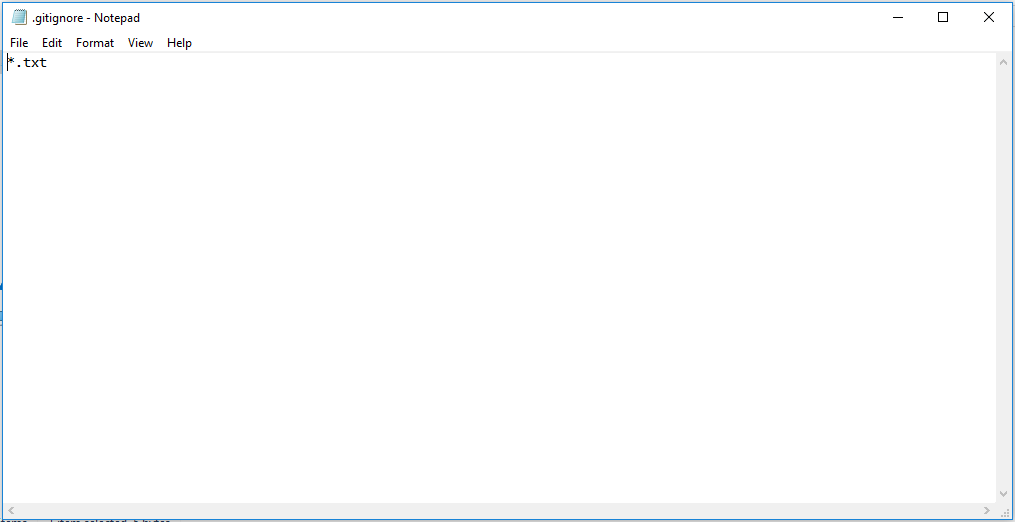 .gitignore - Notepad
File Edit Format View Help
*.txt